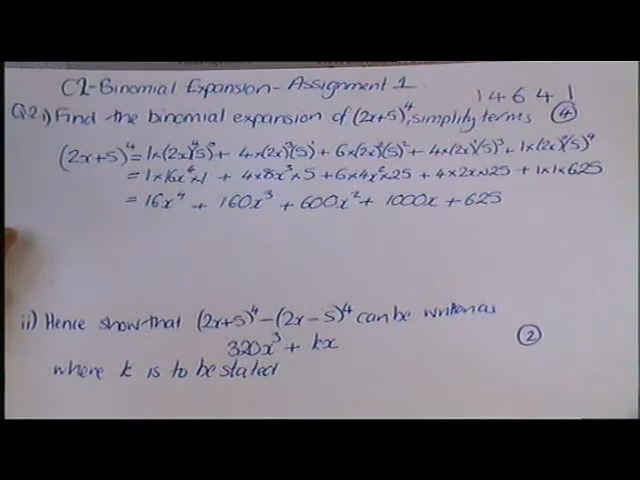 C2-Binomial Expansion - Assignment 1
1 4 6 4 1
Q2.i) Find the binomial expansion of (2x+5)⁴, simplify terms (4)
(2x+5)⁴ = 1×(2x)⁴(5)⁰ + 4×(2x)³(5)¹ + 6×(2x)²(5)² + 4×(2x)¹(5)³ + 1×(2x)⁰(5)⁴
= 1×16x⁴×1 + 4×8x³×5 + 6×4x²×25 + 4×2x×125 + 1×1×625
= 16x⁴ + 160x³ + 600x² + 1000x + 625
ii) Hence show that (2x+5)⁴-(2x-5)⁴ can be written as
320x³ + kx (2)
where k is to be stated